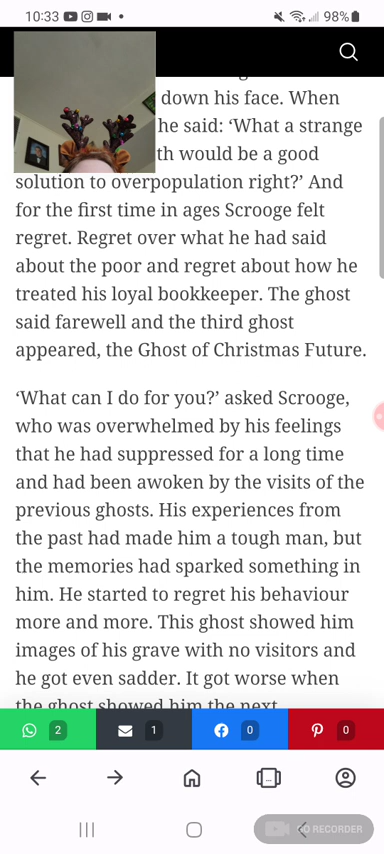 10:33
98%
down his face. When
he said: ‘What a strange
th would be a good
solution to overpopulation right?’ And
for the first time in ages Scrooge felt
regret. Regret over what he had said
about the poor and regret about how he
treated his loyal bookkeeper. The ghost
said farewell and the third ghost
appeared, the Ghost of Christmas Future.
‘What can I do for you?’ asked Scrooge,
who was overwhelmed by his feelings
that he had suppressed for a long time
and had been awoken by the visits of the
previous ghosts. His experiences from
the past had made him a tough man, but
the memories had sparked something in
him. He started to regret his behaviour
more and more. This ghost showed him
images of his grave with no visitors and
he got even sadder. It got worse when
the ghost showed him the next
2
1
0
0
GO RECORDER